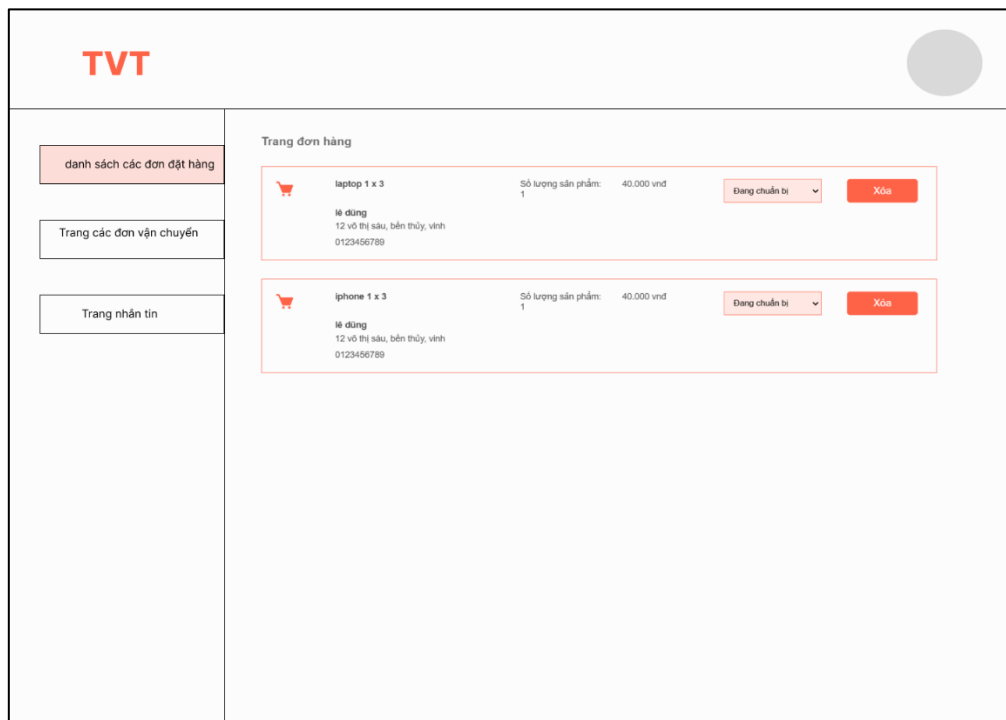 TVT
danh sách các đơn đặt hàng
Trang các đơn vận chuyển
Trang nhắn tin
Trang đơn hàng
laptop 1 x 3
Số lượng sản phẩm: 1
40.000 vnđ
Đang chuẩn bị
Xóa
lê dũng
12 võ thị sáu, bến thủy, vinh
0123456789
iphone 1 x 3
Số lượng sản phẩm: 1
40.000 vnđ
Đang chuẩn bị
Xóa
lê dũng
12 võ thị sáu, bến thủy, vinh
0123456789